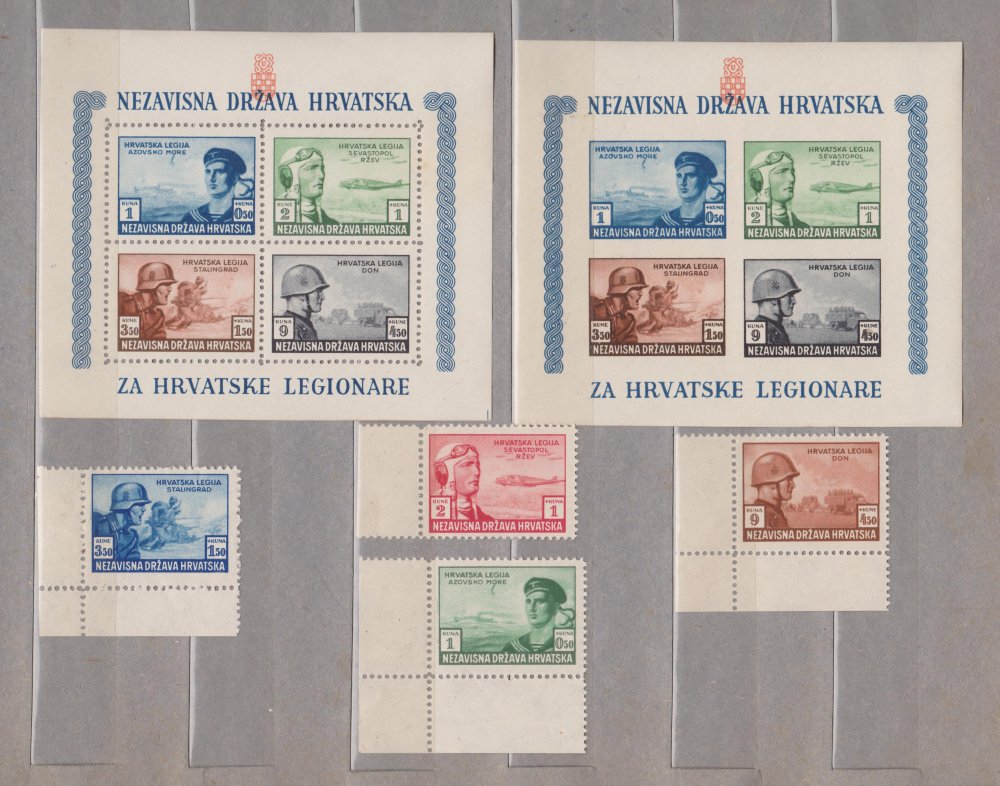 NEZAVISNA DRŽAVA HRVATSKA
HRVATSKA LEGIJA
AZOVSKO MORE
KUNA
1
+KUNA
0'50
NEZAVISNA DRŽAVA HRVATSKA
HRVATSKA LEGIJA
SEVASTOPOL
RŽEV
KUNE
2
+KUNA
1
NEZAVISNA DRŽAVA HRVATSKA
HRVATSKA LEGIJA
STALINGRAD
KUNE
3'50
+KUNA
1'50
NEZAVISNA DRŽAVA HRVATSKA
HRVATSKA LEGIJA
DON
KUNA
9
+KUNE
4'50
NEZAVISNA DRŽAVA HRVATSKA
ZA HRVATSKE LEGIONARE
NEZAVISNA DRŽAVA HRVATSKA
HRVATSKA LEGIJA
AZOVSKO MORE
KUNA
1
+KUNA
0'50
NEZAVISNA DRŽAVA HRVATSKA
HRVATSKA LEGIJA
SEVASTOPOL
RŽEV
KUNE
2
+KUNA
1
NEZAVISNA DRŽAVA HRVATSKA
HRVATSKA LEGIJA
STALINGRAD
KUNE
3'50
+KUNA
1'50
NEZAVISNA DRŽAVA HRVATSKA
HRVATSKA LEGIJA
DON
KUNA
9
+KUNE
4'50
NEZAVISNA DRŽAVA HRVATSKA
ZA HRVATSKE LEGIONARE
HRVATSKA LEGIJA
STALINGRAD
KUNE
3'50
+KUNA
1'50
NEZAVISNA DRŽAVA HRVATSKA
HRVATSKA LEGIJA
SEVASTOPOL
RŽEV
KUNE
2
+KUNA
1
NEZAVISNA DRŽAVA HRVATSKA
HRVATSKA LEGIJA
DON
KUNA
9
+KUNE
4'50
NEZAVISNA DRŽAVA HRVATSKA
HRVATSKA LEGIJA
AZOVSKO MORE
KUNA
1
+KUNA
0'50
NEZAVISNA DRŽAVA HRVATSKA